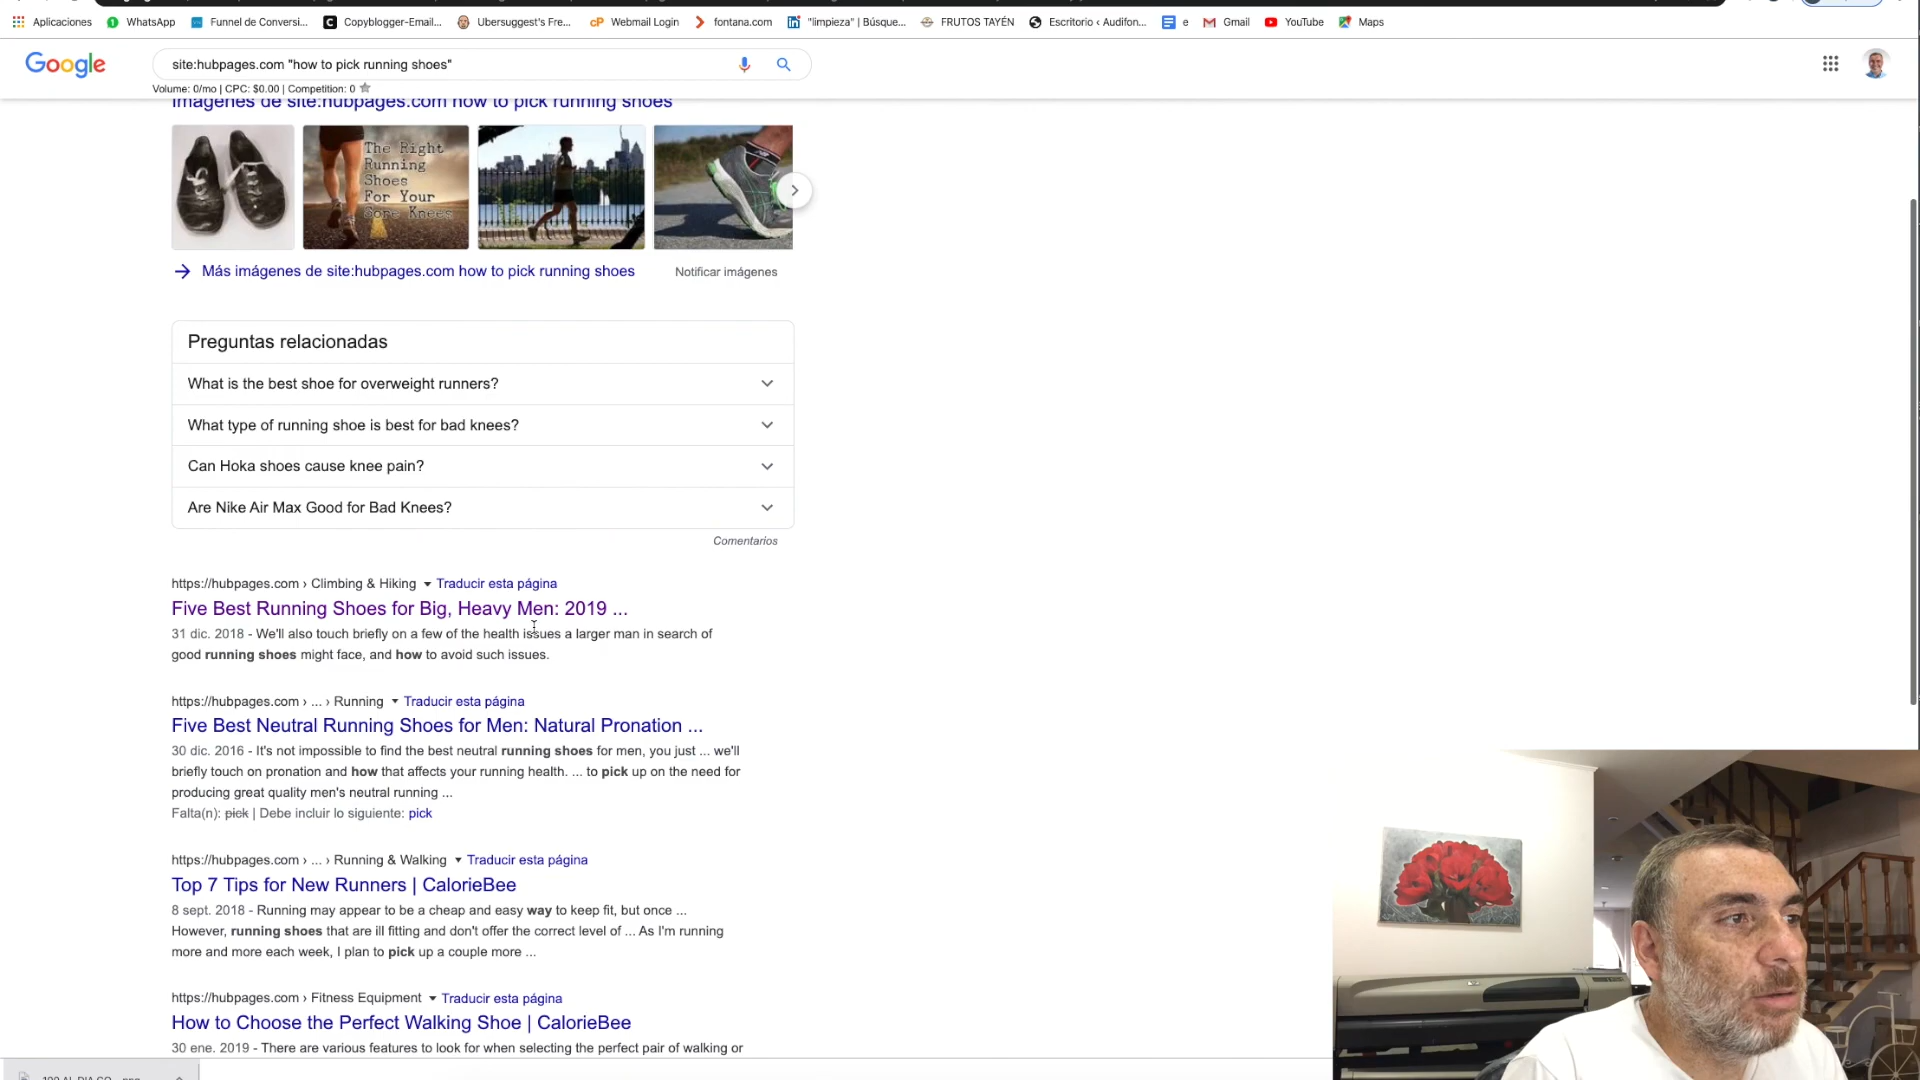 Aplicaciones WhatsApp Funnel de Conversi... Copyblogger-Email... Ubersuggest's Fre... Webmail Login fontana.com "limpieza" | Búsque... FRUTOS TAYÉN Escritorio ‹ Audifon... e Gmail YouTube Maps
Google site:hubpages.com "how to pick running shoes"
Volume: 0/mo | CPC: $0.00 | Competition: 0
Imágenes de site:hubpages.com how to pick running shoes
The Right
Running
Shoes
For Your
Sore Knees
Más imágenes de site:hubpages.com how to pick running shoes Notificar imágenes
Preguntas relacionadas
What is the best shoe for overweight runners?
What type of running shoe is best for bad knees?
Can Hoka shoes cause knee pain?
Are Nike Air Max Good for Bad Knees?
Comentarios
https://hubpages.com › Climbing & Hiking Traducir esta página
Five Best Running Shoes for Big, Heavy Men: 2019 ...
31 dic. 2018 - We'll also touch briefly on a few of the health issues a larger man in search of
good running shoes might face, and how to avoid such issues.
https://hubpages.com › ... › Running Traducir esta página
Five Best Neutral Running Shoes for Men: Natural Pronation ...
30 dic. 2016 - It's not impossible to find the best neutral running shoes for men, you just ... we'll
briefly touch on pronation and how that affects your running health. ... to pick up on the need for
producing great quality men's neutral running ...
Falta(n): pick | Debe incluir lo siguiente: pick
https://hubpages.com › ... › Running & Walking Traducir esta página
Top 7 Tips for New Runners | CalorieBee
8 sept. 2018 - Running may appear to be a cheap and easy way to keep fit, but once ...
However, running shoes that are ill fitting and don't offer the correct level of ... As I'm running
more and more each week, I plan to pick up a couple more ...
https://hubpages.com › Fitness Equipment Traducir esta página
How to Choose the Perfect Walking Shoe | CalorieBee
30 ene. 2019 - There are various features to look for when selecting the perfect pair of walking or